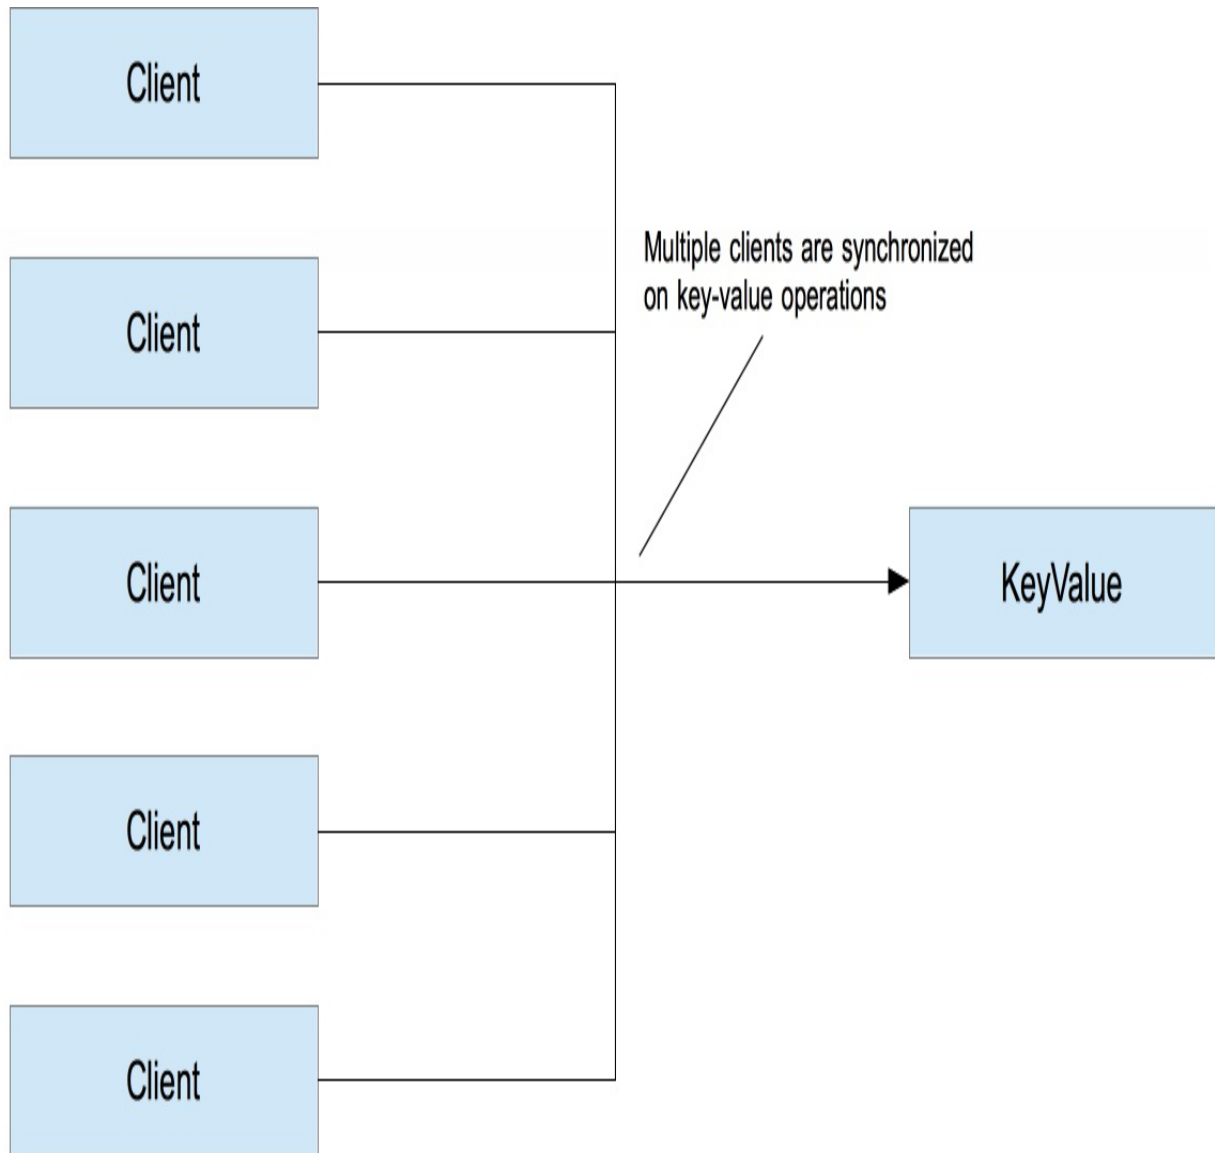 Client
Client
Multiple clients are synchronized
on key-value operations
Client
KeyValue
Client
Client